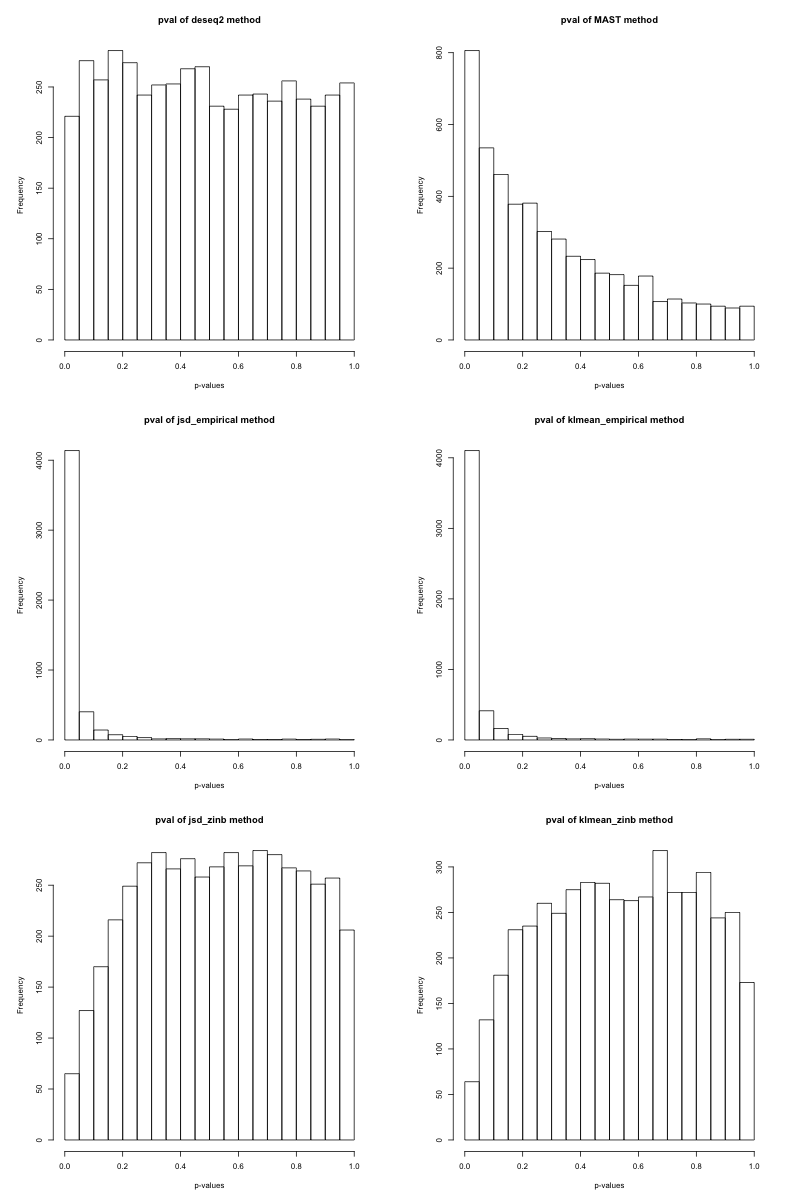 pval of deseq2 method
Frequency
0
50
100
150
200
250
0.0 0.2 0.4 0.6 0.8 1.0
p-values
pval of MAST method
Frequency
0
200
400
600
800
0.0 0.2 0.4 0.6 0.8 1.0
p-values
pval of jsd_empirical method
Frequency
0
1000
2000
3000
4000
0.0 0.2 0.4 0.6 0.8 1.0
p-values
pval of klmean_empirical method
Frequency
0
1000
2000
3000
4000
0.0 0.2 0.4 0.6 0.8 1.0
p-values
pval of jsd_zinb method
Frequency
0
50
100
150
200
250
0.0 0.2 0.4 0.6 0.8 1.0
p-values
pval of klmean_zinb method
Frequency
0
50
100
150
200
250
300
0.0 0.2 0.4 0.6 0.8 1.0
p-values